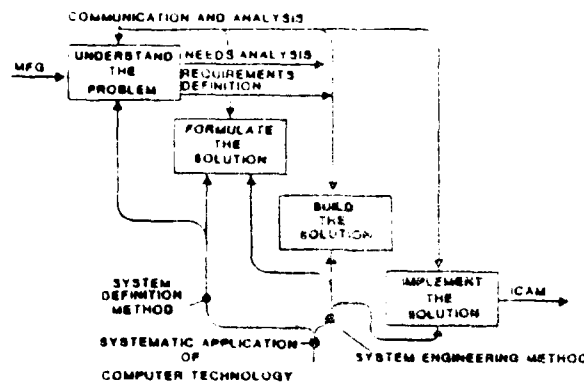 COMMUNICATION AND ANALYSIS
UNDERSTAND
THE
PROBLEM
MFG
NEEDS ANALYSIS
REQUIREMENTS
DEFINITION
FORMULATE
THE
SOLUTION
BUILD
THE
SOLUTION
IMPLEMENT
THE
SOLUTION
ICAM
SYSTEM
DEFINITION
METHOD
SYSTEMATIC APPLICATION
OF
COMPUTER TECHNOLOGY
SYSTEM ENGINEERING METHOD